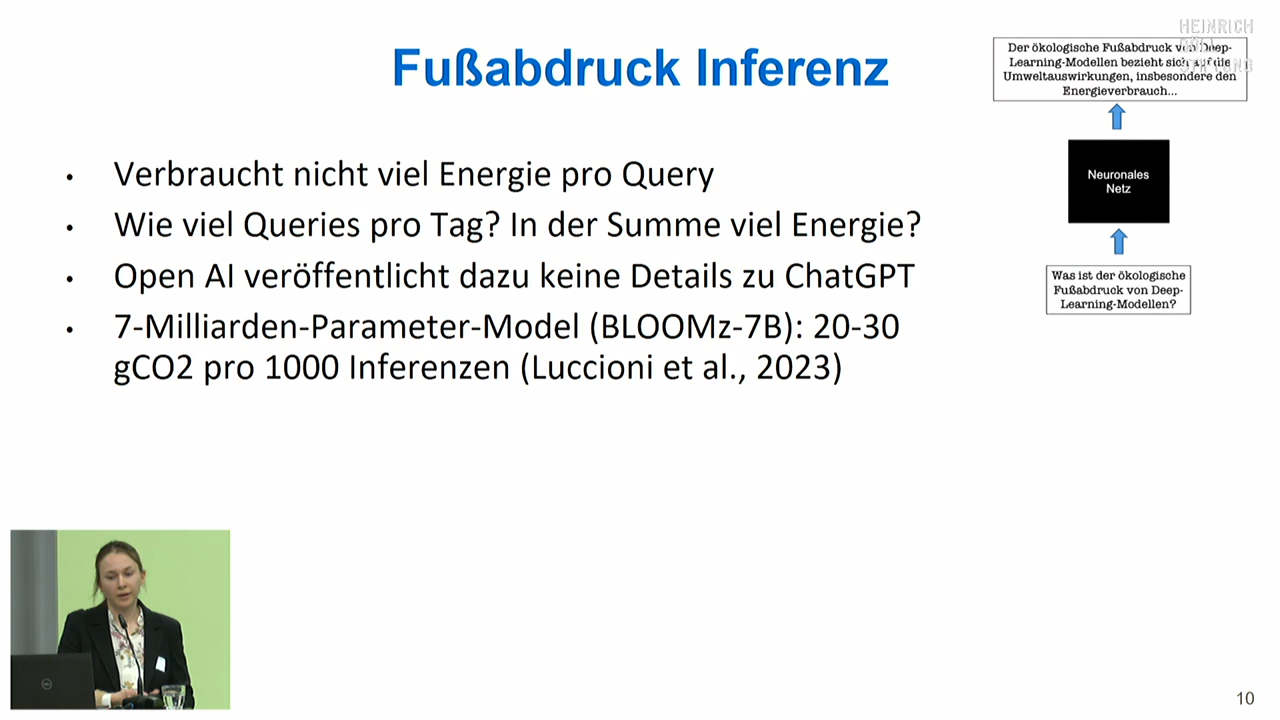 Fußabdruck Inferenz
HEINRICH
BÖLL
STIFTUNG
Der ökologische Fußabdruck von Deep-
Learning-Modellen bezieht sich auf die
Umweltauswirkungen, insbesondere den
Energieverbrauch...
Neuronales
Netz
Was ist der ökologische
Fußabdruck von Deep-
Learning-Modellen?
• Verbraucht nicht viel Energie pro Query
• Wie viel Queries pro Tag? In der Summe viel Energie?
• Open AI veröffentlicht dazu keine Details zu ChatGPT
• 7-Milliarden-Parameter-Model (BLOOMz-7B): 20-30
gCO2 pro 1000 Inferenzen (Luccioni et al., 2023)
10